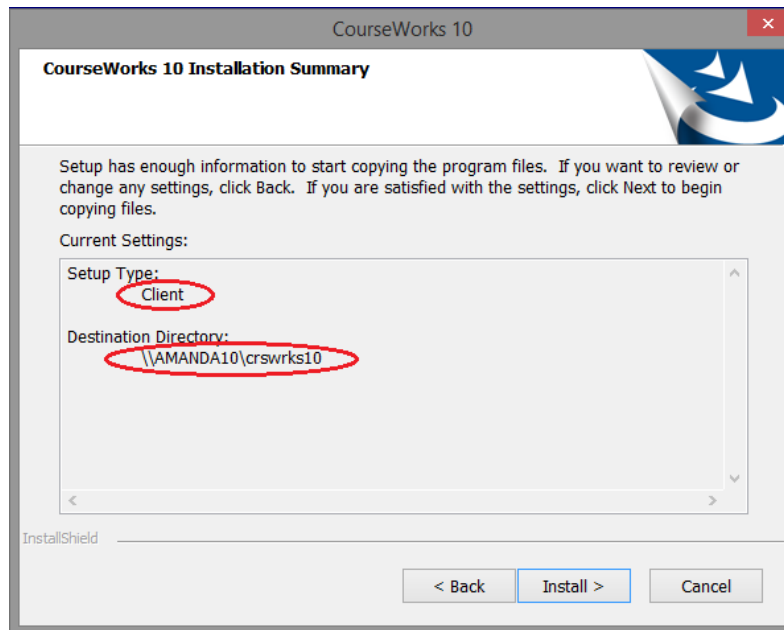 CourseWorks 10
CourseWorks 10 Installation Summary
Setup has enough information to start copying the program files.  If you want to review or
change any settings, click Back.  If you are satisfied with the settings, click Next to begin
copying files.
Current Settings:
Setup Type:
Client
Destination Directory:
\\AMANDA10\crswrks10
InstallShield
< Back
Install >
Cancel